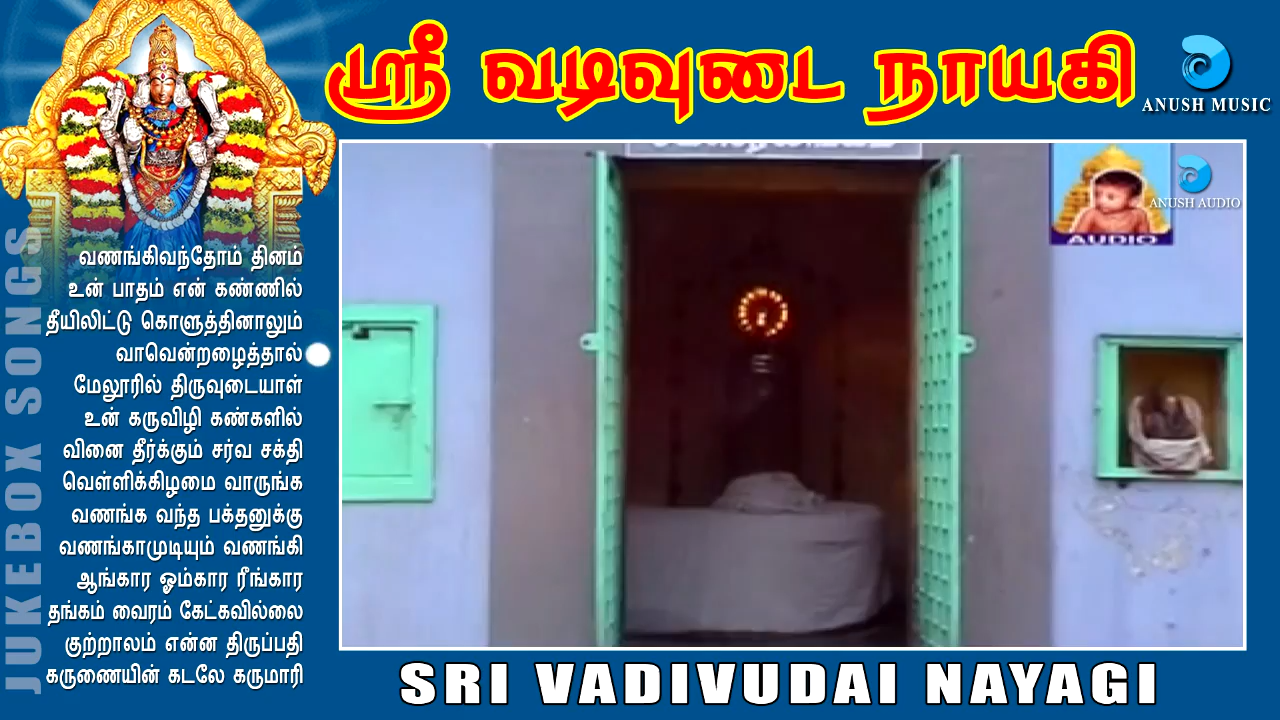 ஸ்ரீ வடிவுடை நாயகி
ANUSH MUSIC
AUDIO
ANUSH AUDIO
JUKEBOX SONGS
வணங்கிவந்தோம் தினம்
உன் பாதம் என் கண்ணில்
தீயிலிட்டு கொளுத்தினாலும்
வாவென்றழைத்தால்
மேலூரில் திருவுடையாள்
உன் கருவிழி கண்களில்
வினை தீர்க்கும் சர்வ சக்தி
வெள்ளிக்கிழமை வாருங்க
வணங்க வந்த பக்தனுக்கு
வணங்காமுடியும் வணங்கி
ஆங்கார ஓம்கார ரீங்கார
தங்கம் வைரம் கேட்கவில்லை
குற்றாலம் என்ன திருப்பதி
கருணையின் கடலே கருமாரி
SRI VADIVUDAI NAYAGI